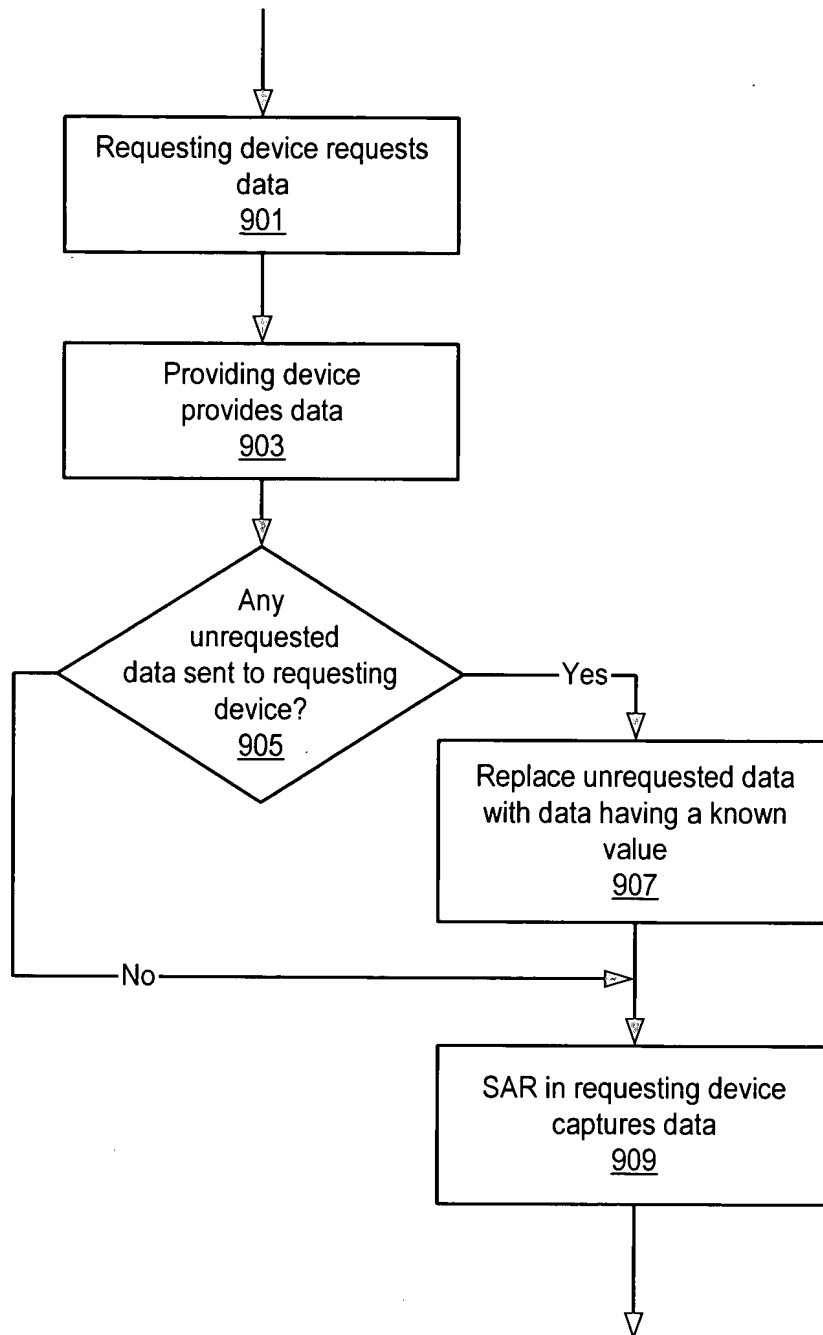 Requesting device requests
data
901
Providing device
provides data
903
Any
unrequested
data sent to requesting
device?
905
Yes
Replace unrequested data
with data having a known
value
907
No
SAR in requesting device
captures data
909